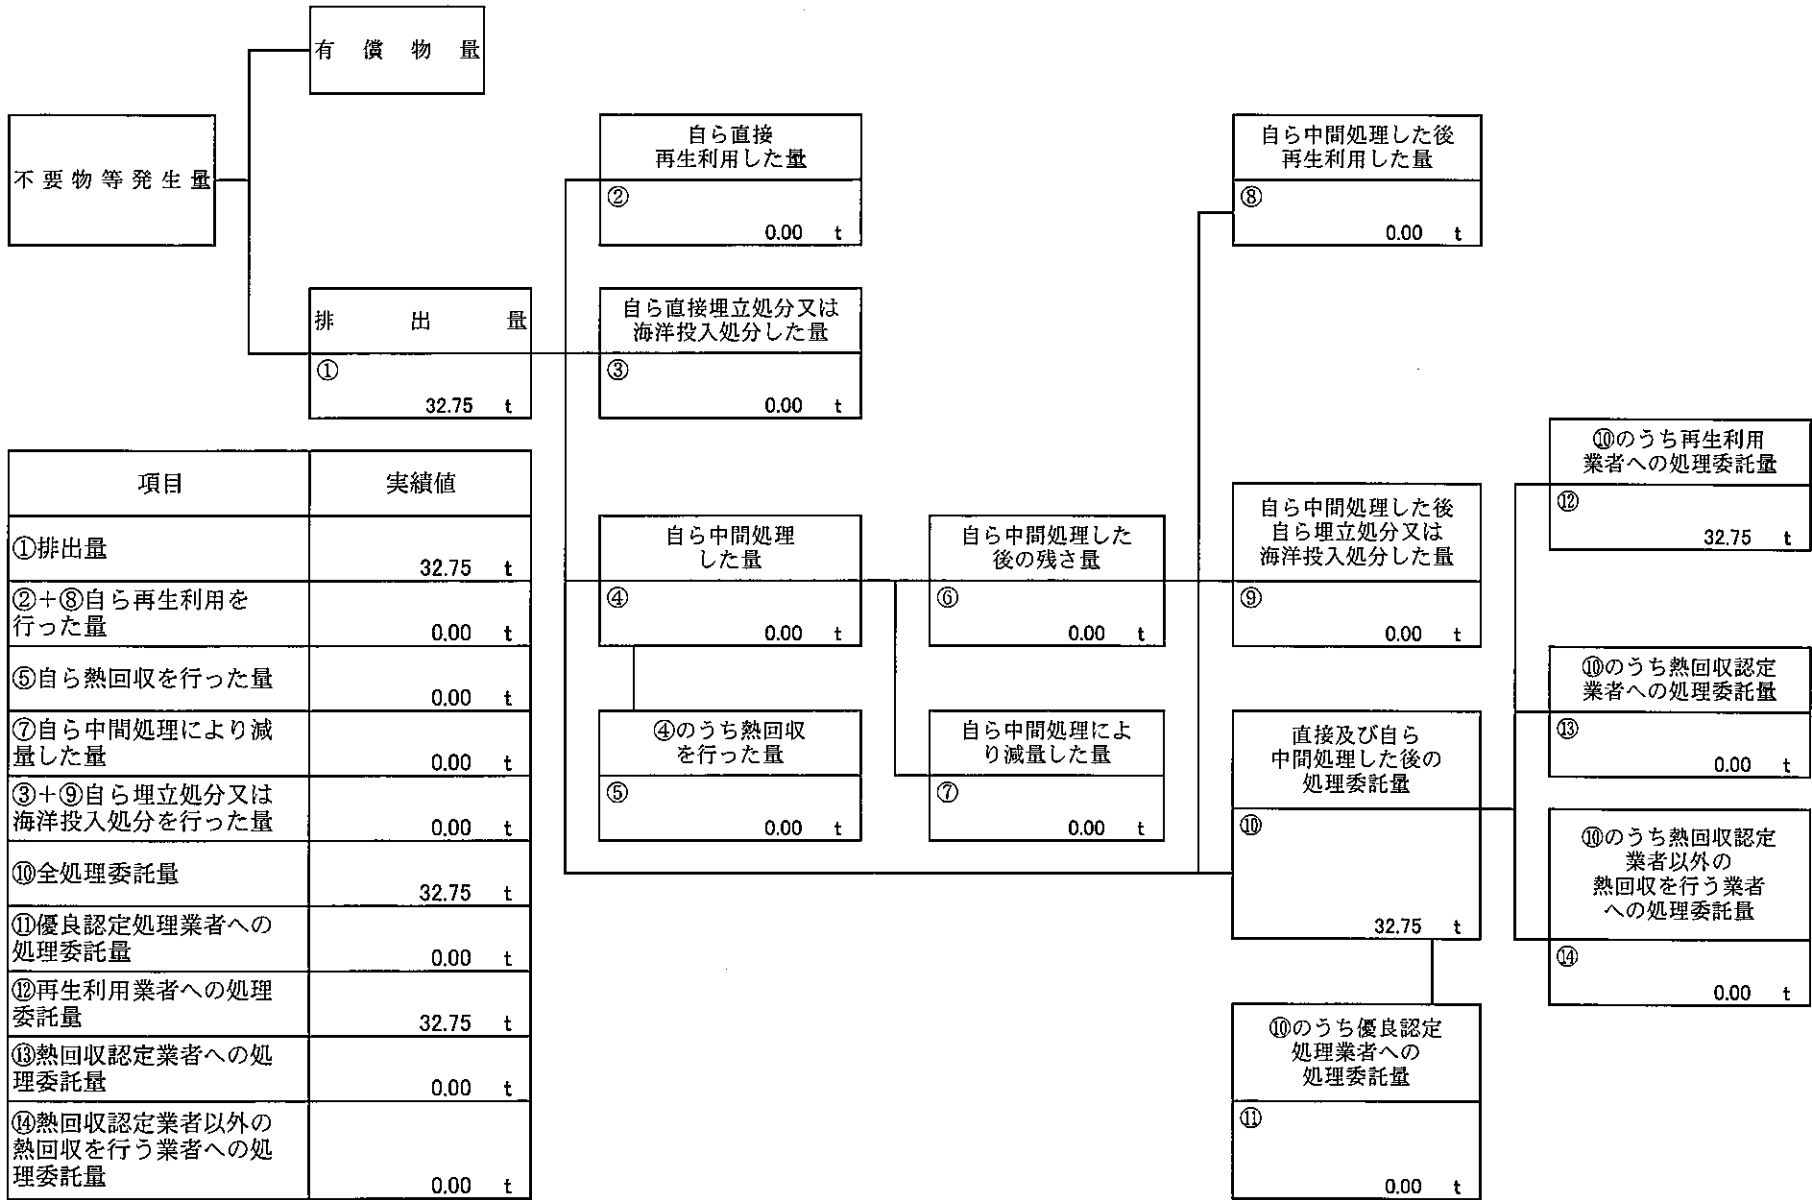 有償物量
不要物等発生量
排出量
①
32.75 t
自ら直接
再生利用した量
②
0.00 t
自ら直接埋立処分又は
海洋投入処分した量
③
0.00 t
自ら中間処理
した量
④
0.00 t
④のうち熱回収
を行った量
⑤
0.00 t
自ら中間処理した
後の残さ量
⑥
0.00 t
自ら中間処理によ
り減量した量
⑦
0.00 t
自ら中間処理した後
再生利用した量
⑧
0.00 t
自ら中間処理した後
自ら埋立処分又は
海洋投入処分した量
⑨
0.00 t
直接及び自ら
中間処理した後の
処理委託量
⑩
32.75 t
⑩のうち優良認定
処理業者への
処理委託量
⑪
0.00 t
⑩のうち再生利用
業者への処理委託量
⑫
32.75 t
⑩のうち熱回収認定
業者への処理委託量
⑬
0.00 t
⑩のうち熱回収認定
業者以外の
熱回収を行う業者
への処理委託量
⑭
0.00 t
項目 実績値
①排出量
32.75 t
②+⑧自ら再生利用を
行った量
0.00 t
⑤自ら熱回収を行った量
0.00 t
⑦自ら中間処理により減
量した量
0.00 t
③+⑨自ら埋立処分又は
海洋投入処分を行った量
0.00 t
⑩全処理委託量
32.75 t
⑪優良認定処理業者への
処理委託量
0.00 t
⑫再生利用業者への処理
委託量
32.75 t
⑬熱回収認定業者への処
理委託量
0.00 t
⑭熱回収認定業者以外の
熱回収を行う業者への処
理委託量
0.00 t